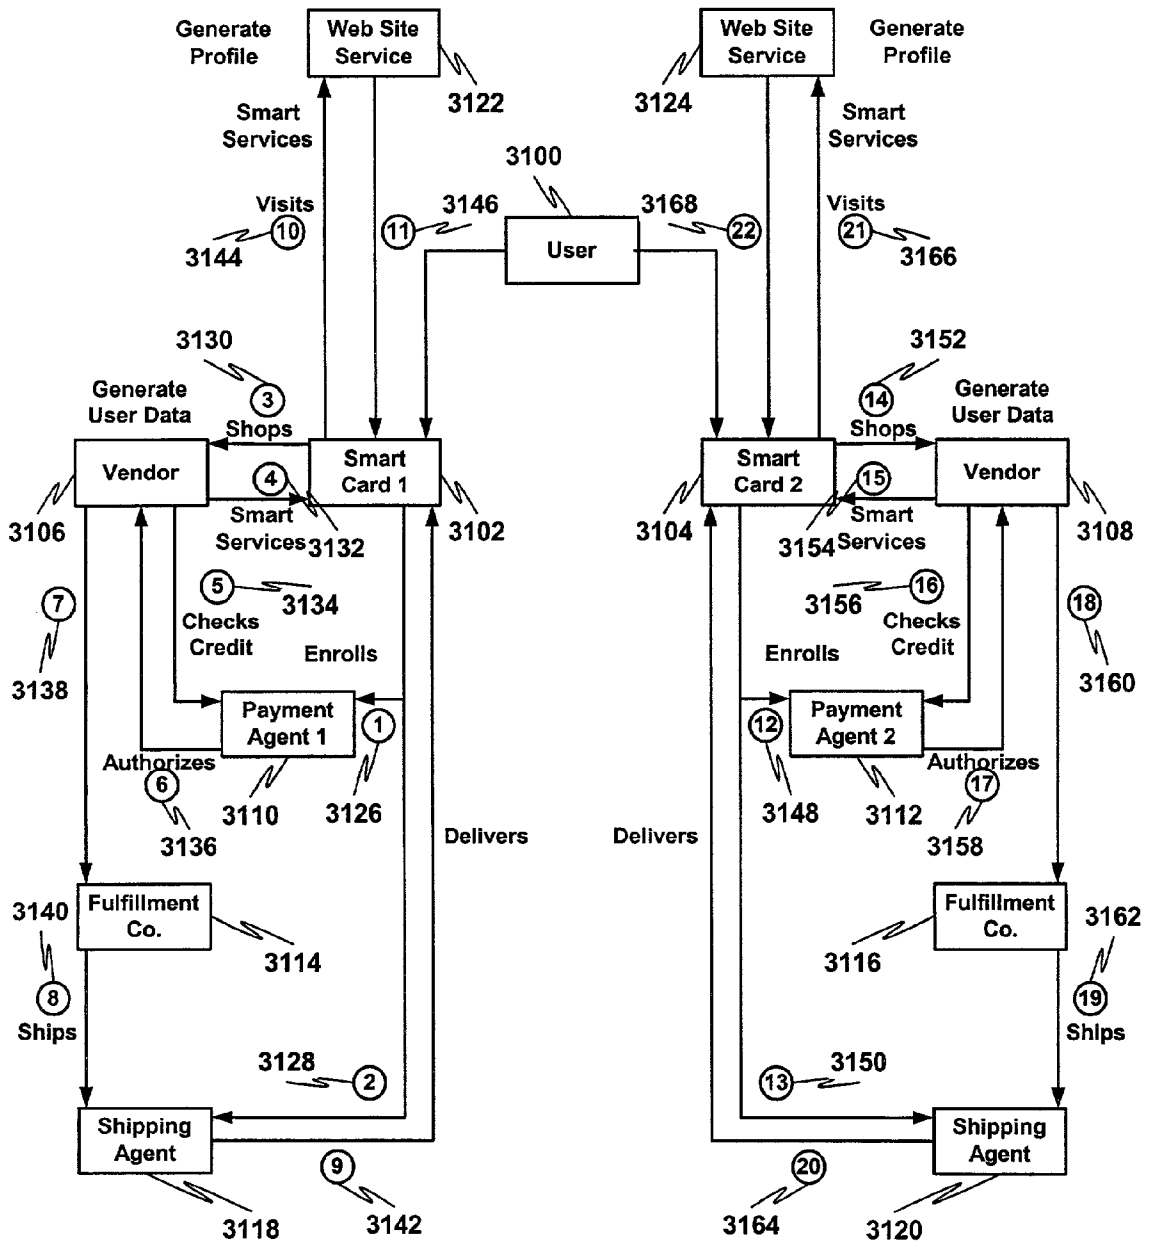 Generate
Profile
Web Site
Service
3122
Smart
Services
Visits
10
3144
11
3146
3100
User
3124
Web Site
Service
Generate
Profile
Smart
Services
3168
22
Visits
21
3166
3130
3
Generate
User Data
Shops
Vendor
3106
4
Smart
Services
3132
Smart
Card 1
3102
5
3134
Checks
Credit
7
3138
Enrolls
Payment
Agent 1
1
3126
3110
Authorizes
6
3136
Delivers
Fulfillment
Co.
3114
3140
8
Ships
3128
2
Shipping
Agent
9
3118
3142
3152
14
Generate
User Data
Shops
Smart
Card 2
3104
15
Smart
Services
3154
Vendor
3108
3156
16
Checks
Credit
18
3160
Enrolls
12
Payment
Agent 2
3148
3112
Authorizes
17
3158
Delivers
Fulfillment
Co.
3116
3162
19
Ships
13
3150
Shipping
Agent
20
3164
3120